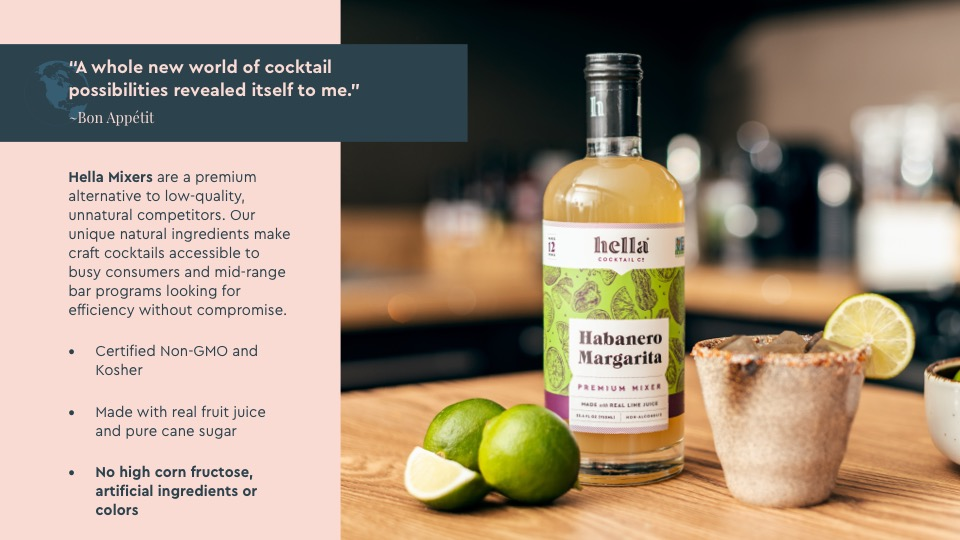 “A whole new world of cocktail
possibilities revealed itself to me.”
~Bon Appétit
Hella Mixers are a premium
alternative to low-quality,
unnatural competitors. Our
unique natural ingredients make
craft cocktails accessible to
busy consumers and mid-range
bar programs looking for
efficiency without compromise.
• Certified Non-GMO and
Kosher
• Made with real fruit juice
and pure cane sugar
• No high corn fructose,
artificial ingredients or
colors
h
12
hella
COCKTAIL CO
Habanero
Margarita
PREMIUM MIXER
MADE with REAL LIME JUICE
NON-ALCOHOLIC